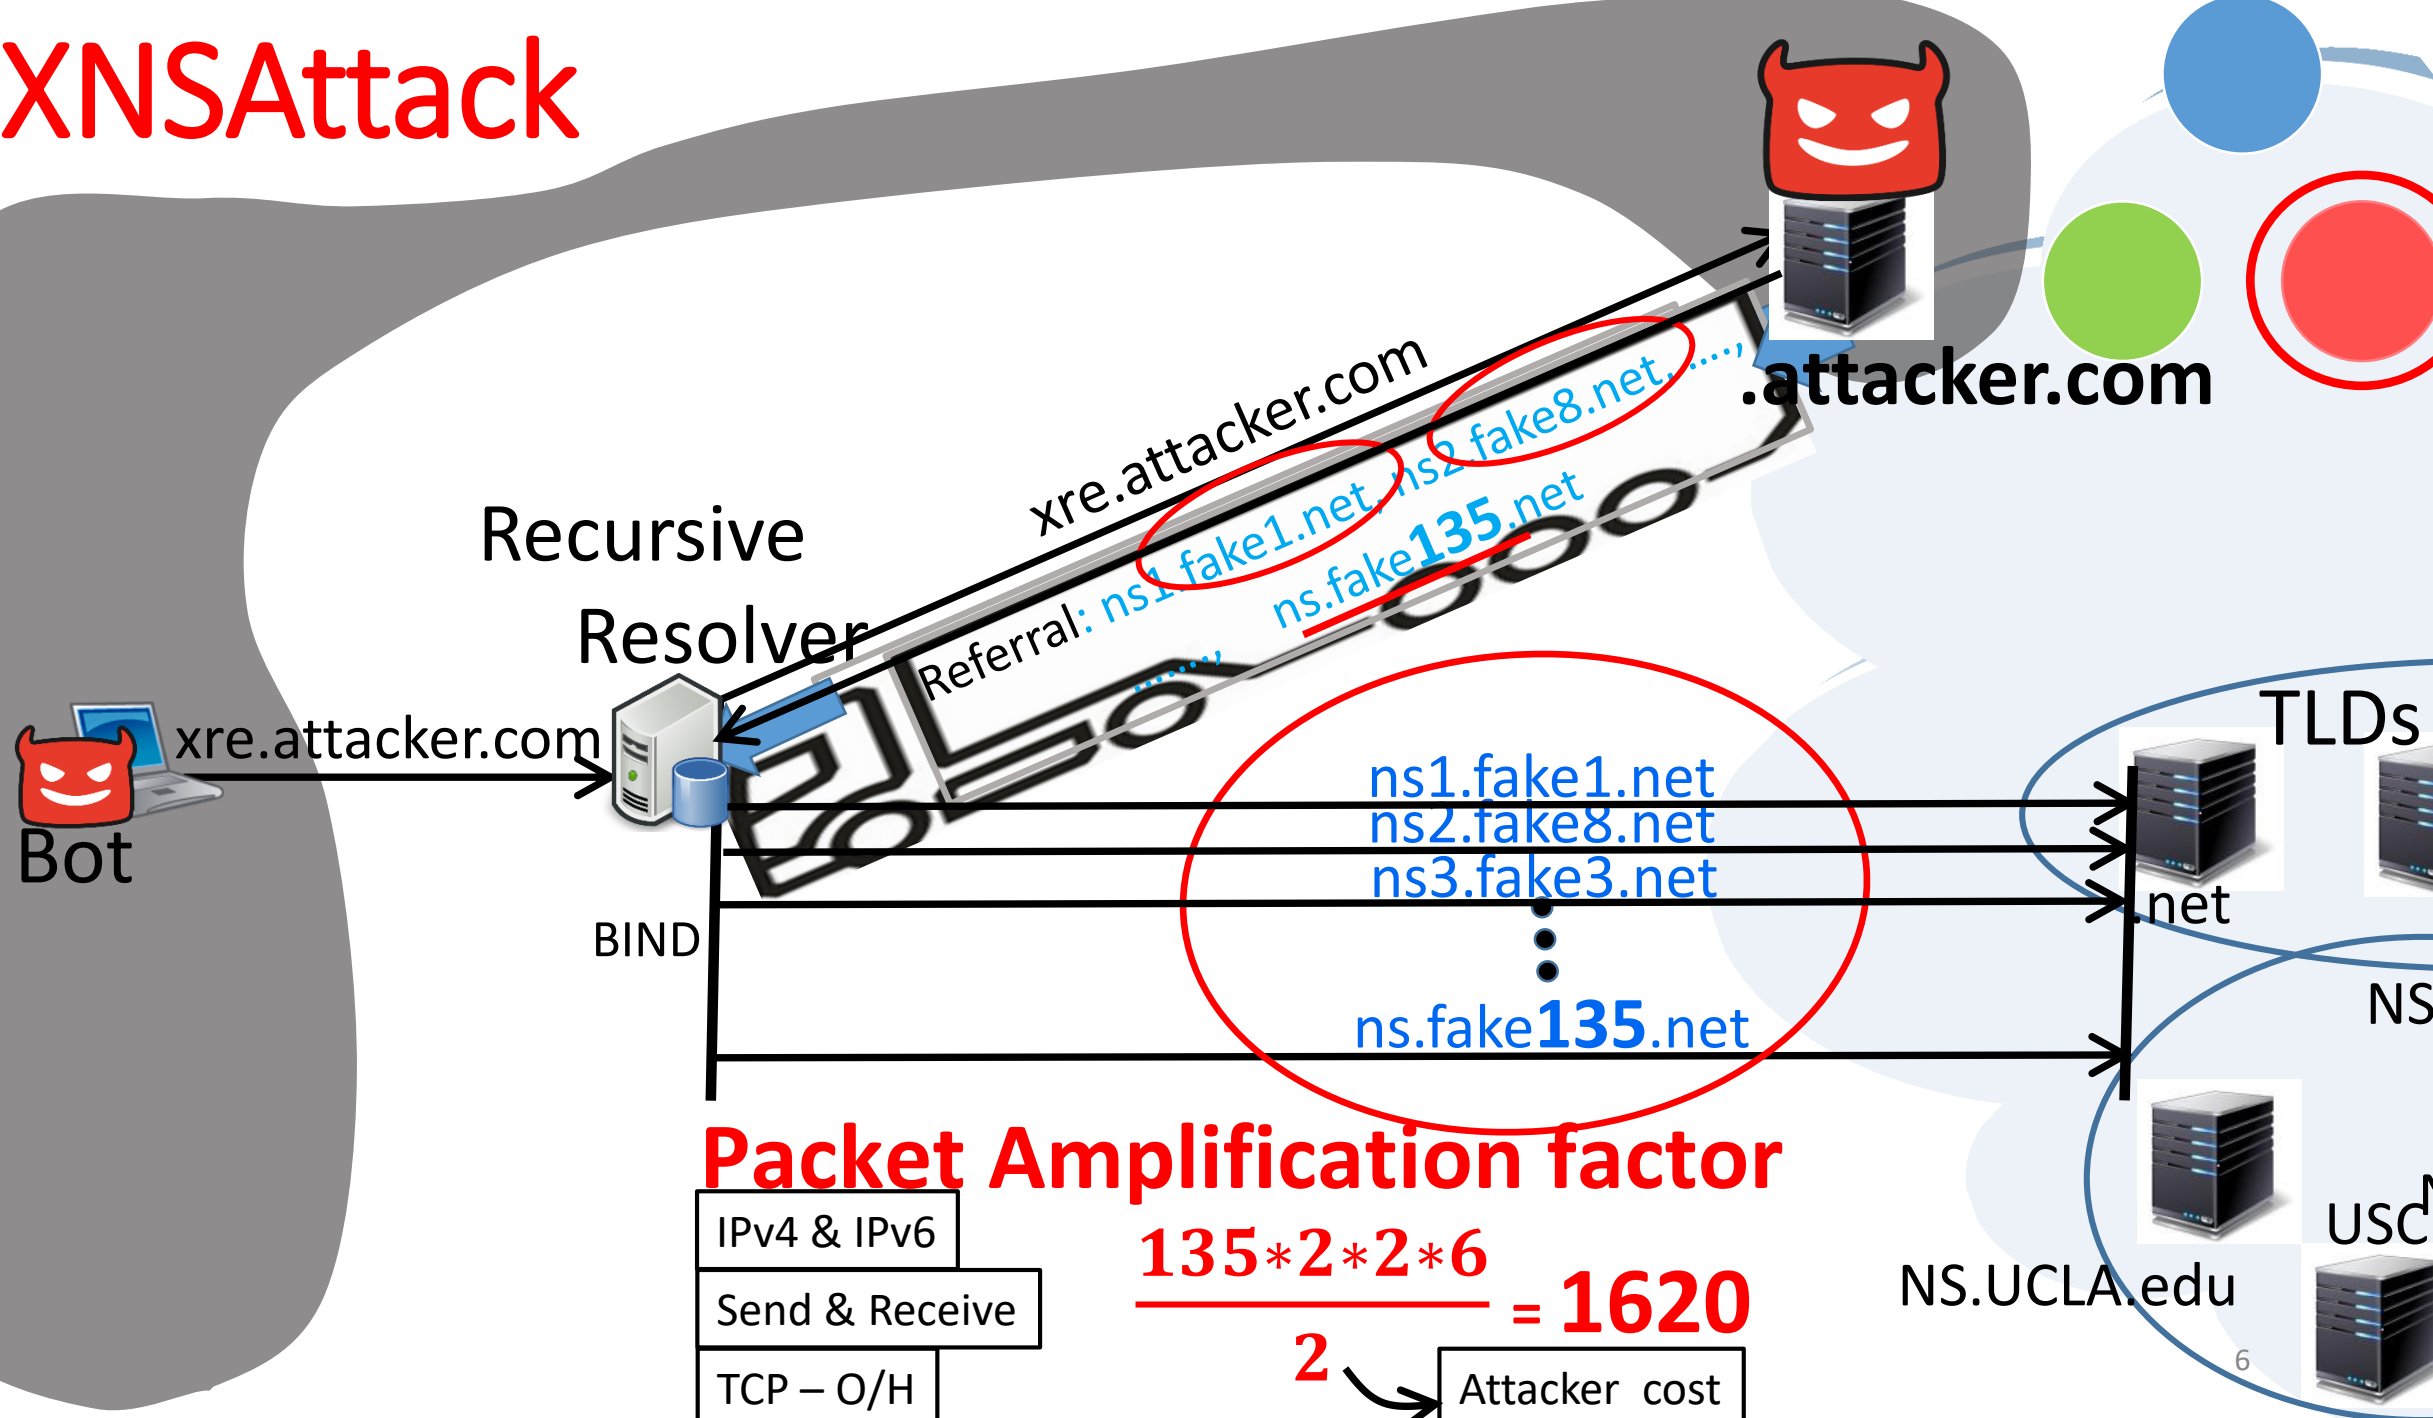 XNSAttack
.attacker.com
xre.attacker.com
Referral: ns1.fake1.net, ns2.fake8.net, ….,
……, ns.fake135.net
Recursive
Resolver
xre.attacker.com
Bot
TLDs
.net
ns1.fake1.net
ns2.fake8.net
ns3.fake3.net
ns.fake135.net
BIND
NS
Packet Amplification factor
IPv4 & IPv6
Send & Receive
TCP – O/H
135*2*2*6
2
= 1620
Attacker cost
USC
NS.UCLA.edu
6